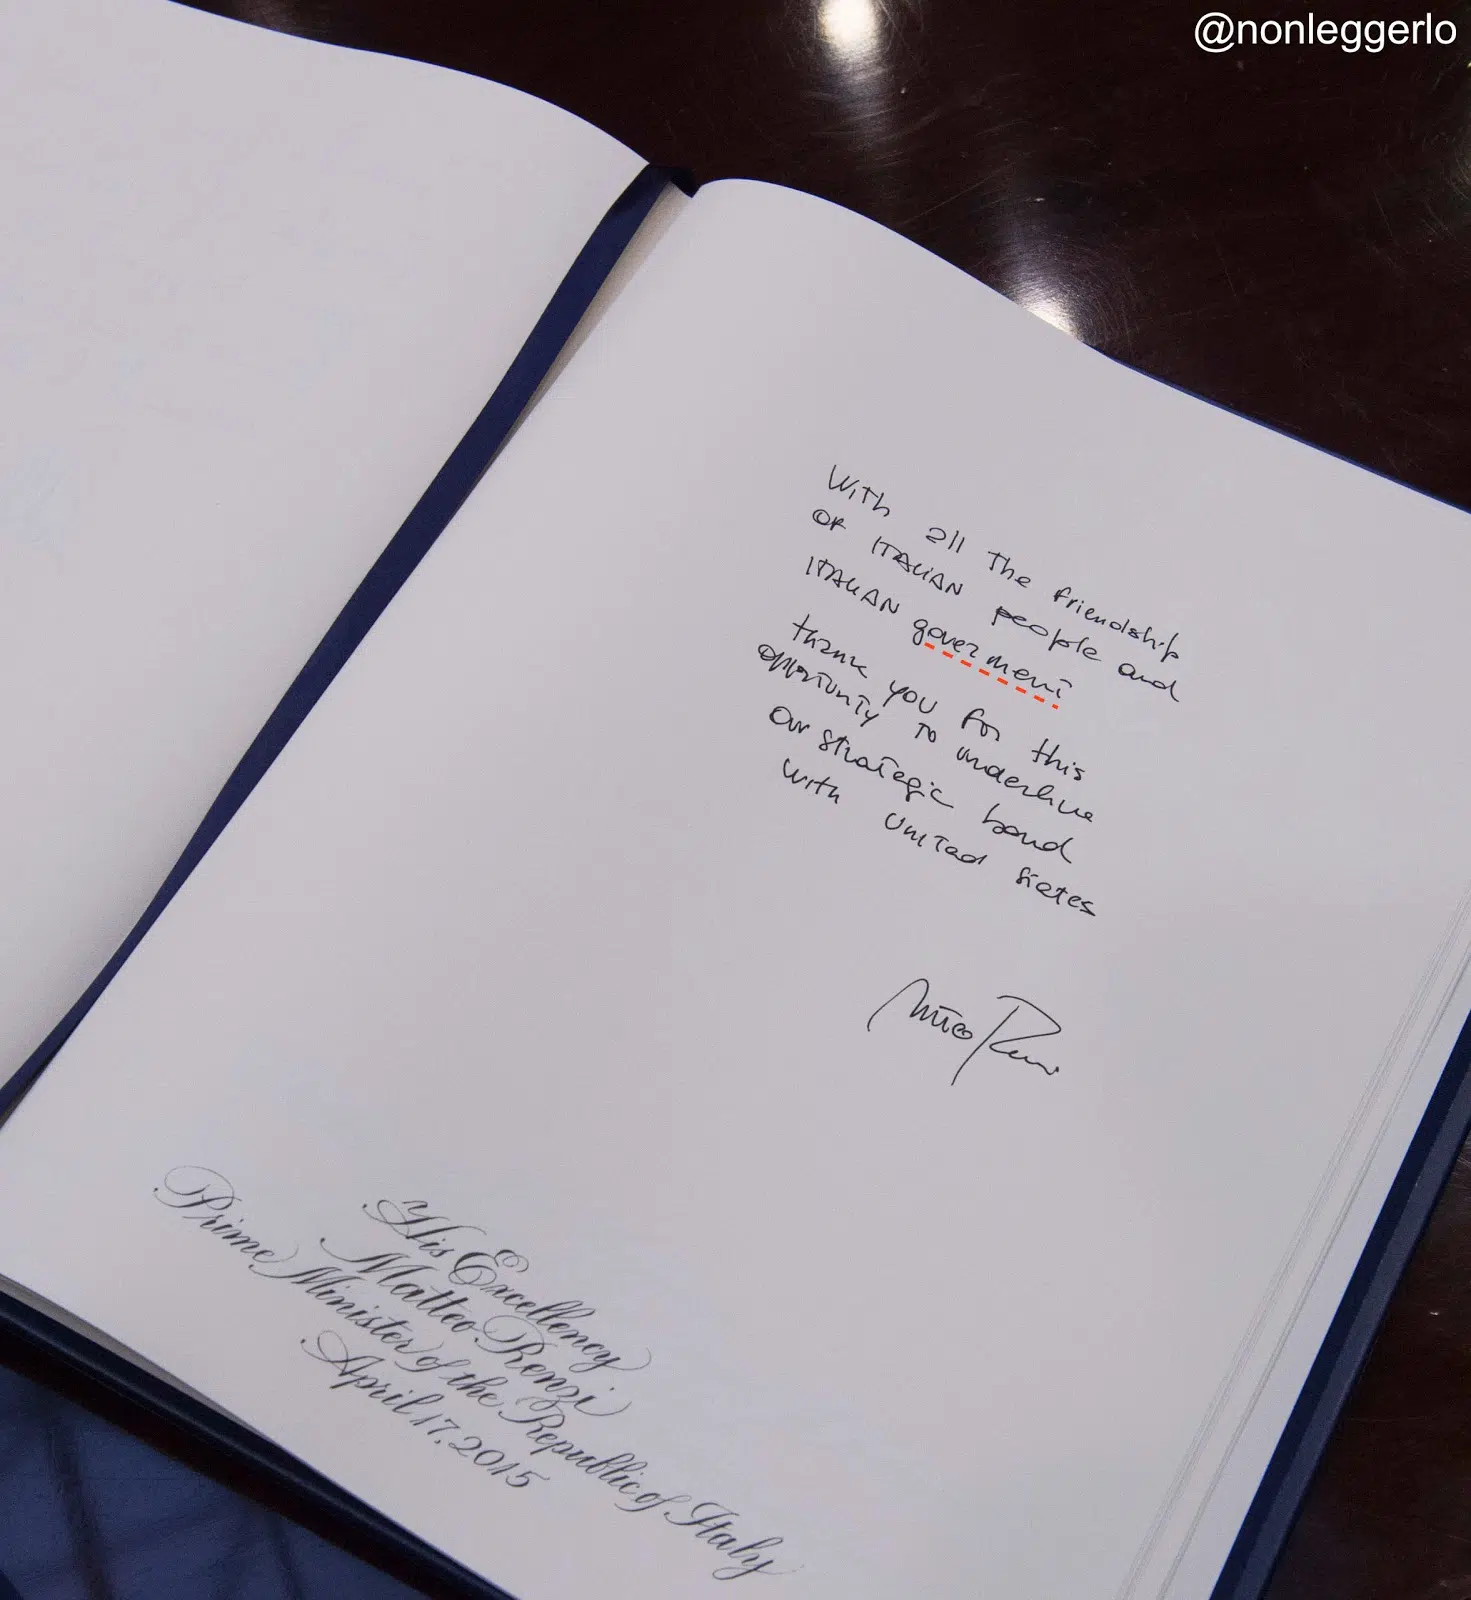 @nonleggerlo
With all The friendship
OF ITALIAN people and
ITALIAN goverment
thank you for this
opportunity To underline
our strategic bond
with United States
Matteo Renzi
His Excellency
Matteo Renzi
Prime Minister of the Republic of Italy
April 17, 2015